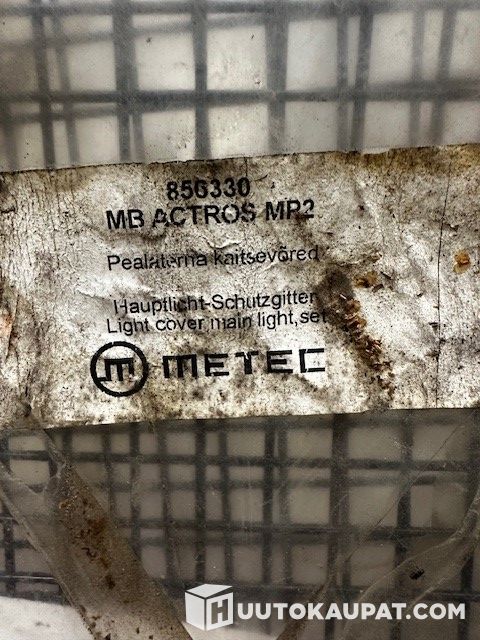 856330
MB ACTROS MP2
Pealaterna kaitsevõred
Hauptlicht-Schutzgitter
Light cover main light, set
METEC
HUUTOKAUPAT.COM